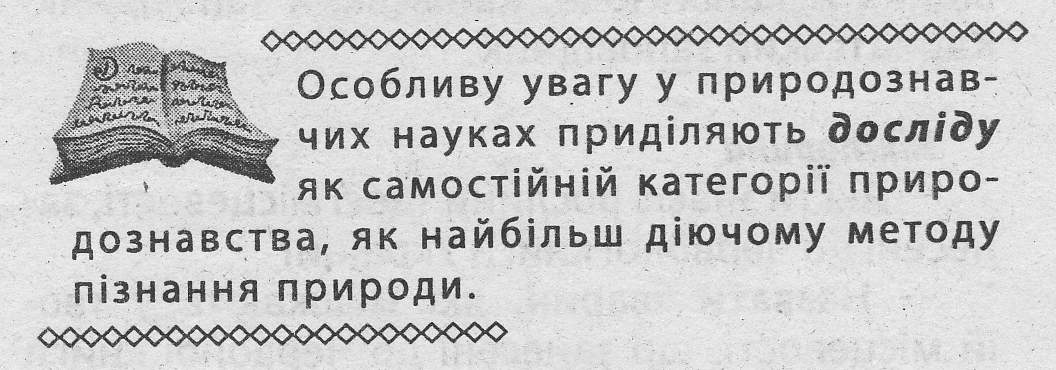 Особливу увагу у природознав-
чих науках приділяють досліду
як самостійній категорії приро-
дознавства, як найбільш діючому методу
пізнання природи.